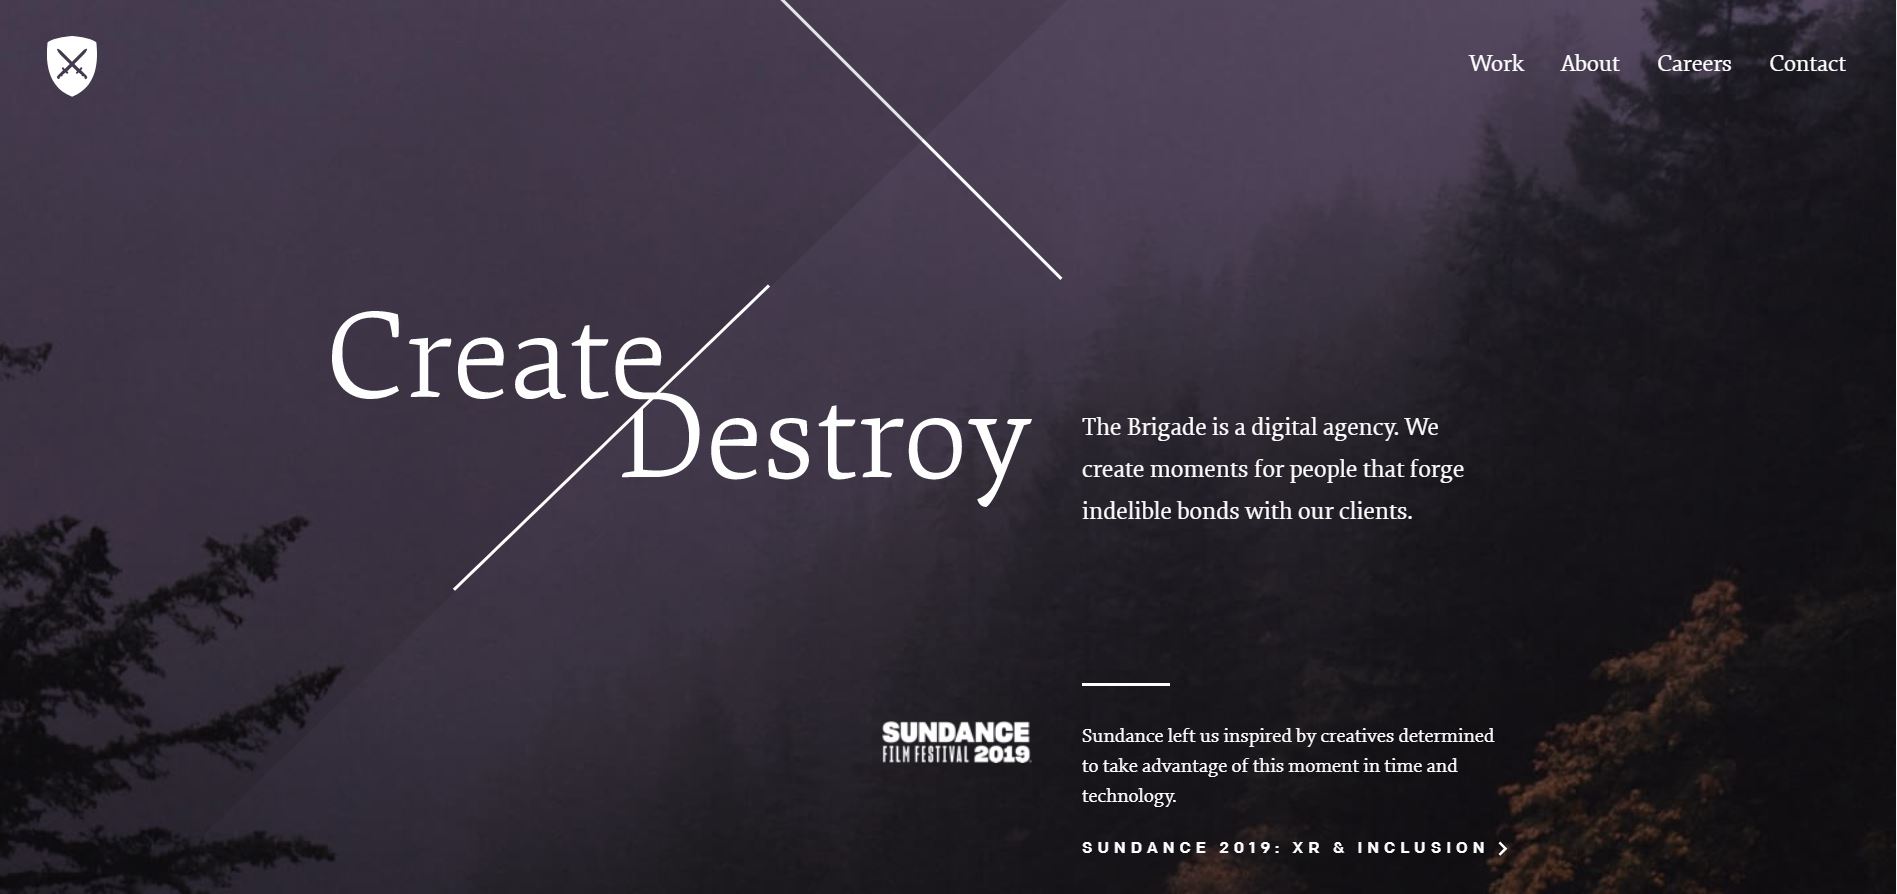 Work About Careers Contact
Create
Destroy
The Brigade is a digital agency. We
create moments for people that forge
indelible bonds with our clients.
SUNDANCE
FILM FESTIVAL 2019
Sundance left us inspired by creatives determined
to take advantage of this moment in time and
technology.
SUNDANCE 2019: XR & INCLUSION